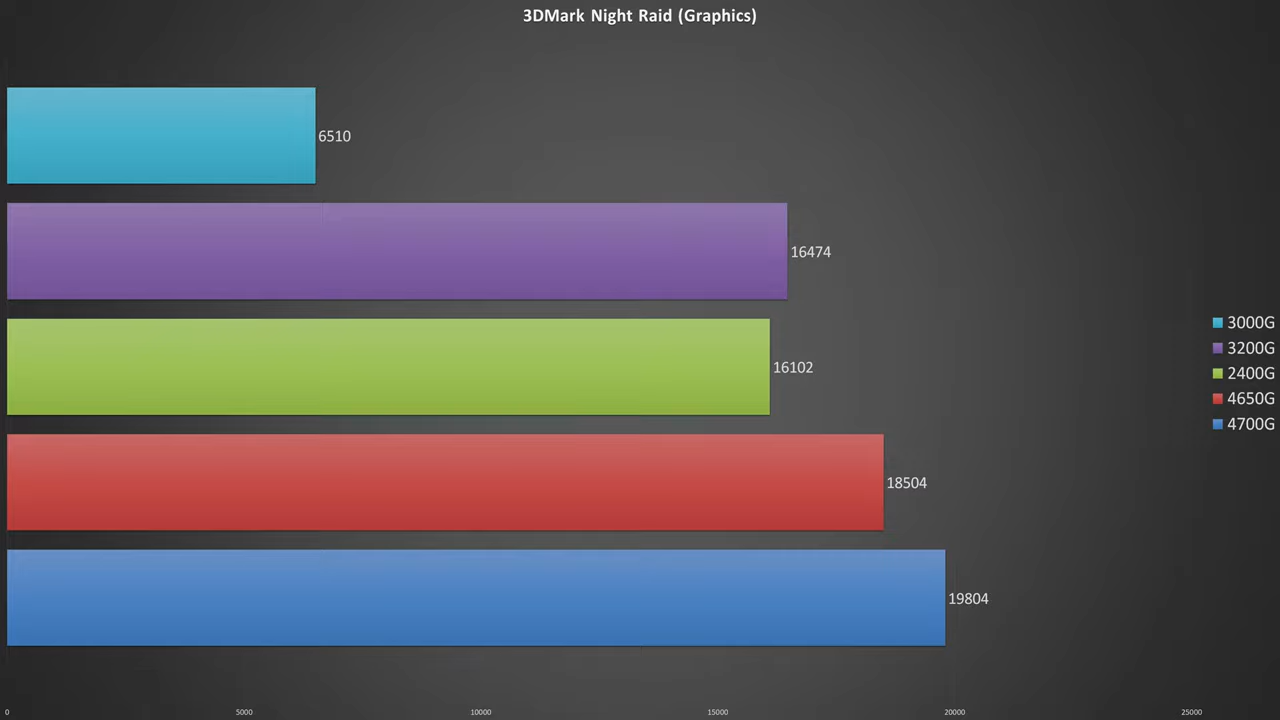 3DMark Night Raid (Graphics)
6510
16474
16102
18504
19804
3000G
3200G
2400G
4650G
4700G
0 5000 10000 15000 20000 25000